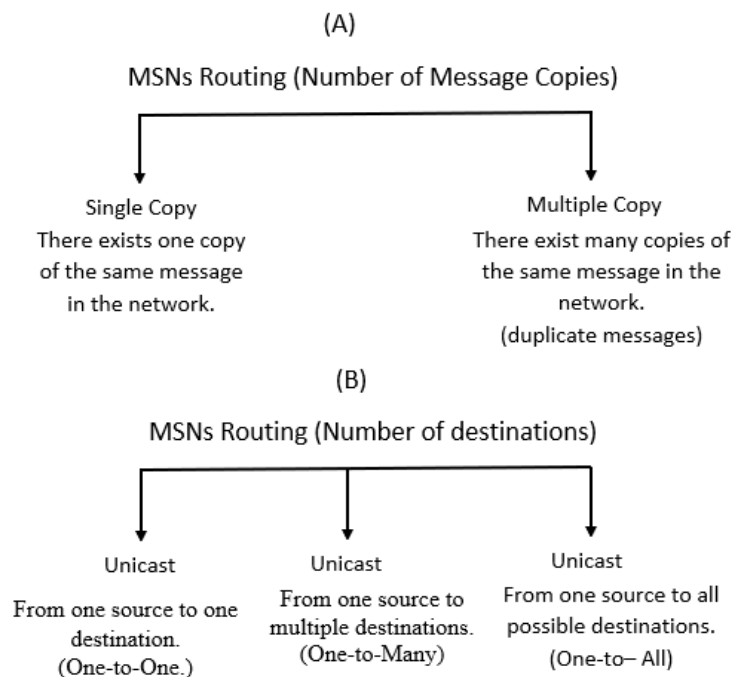 (A)
MSNs Routing (Number of Message Copies)
Single Copy
There exists one copy
of the same message
in the network.
Multiple Copy
There exist many copies of
the same message in the
network.
(duplicate messages)
(B)
MSNs Routing (Number of destinations)
Unicast
From one source to one
destination.
(One-to-One.)
Unicast
From one source to
multiple destinations.
(One-to-Many)
Unicast
From one source to all
possible destinations.
(One-to– All)